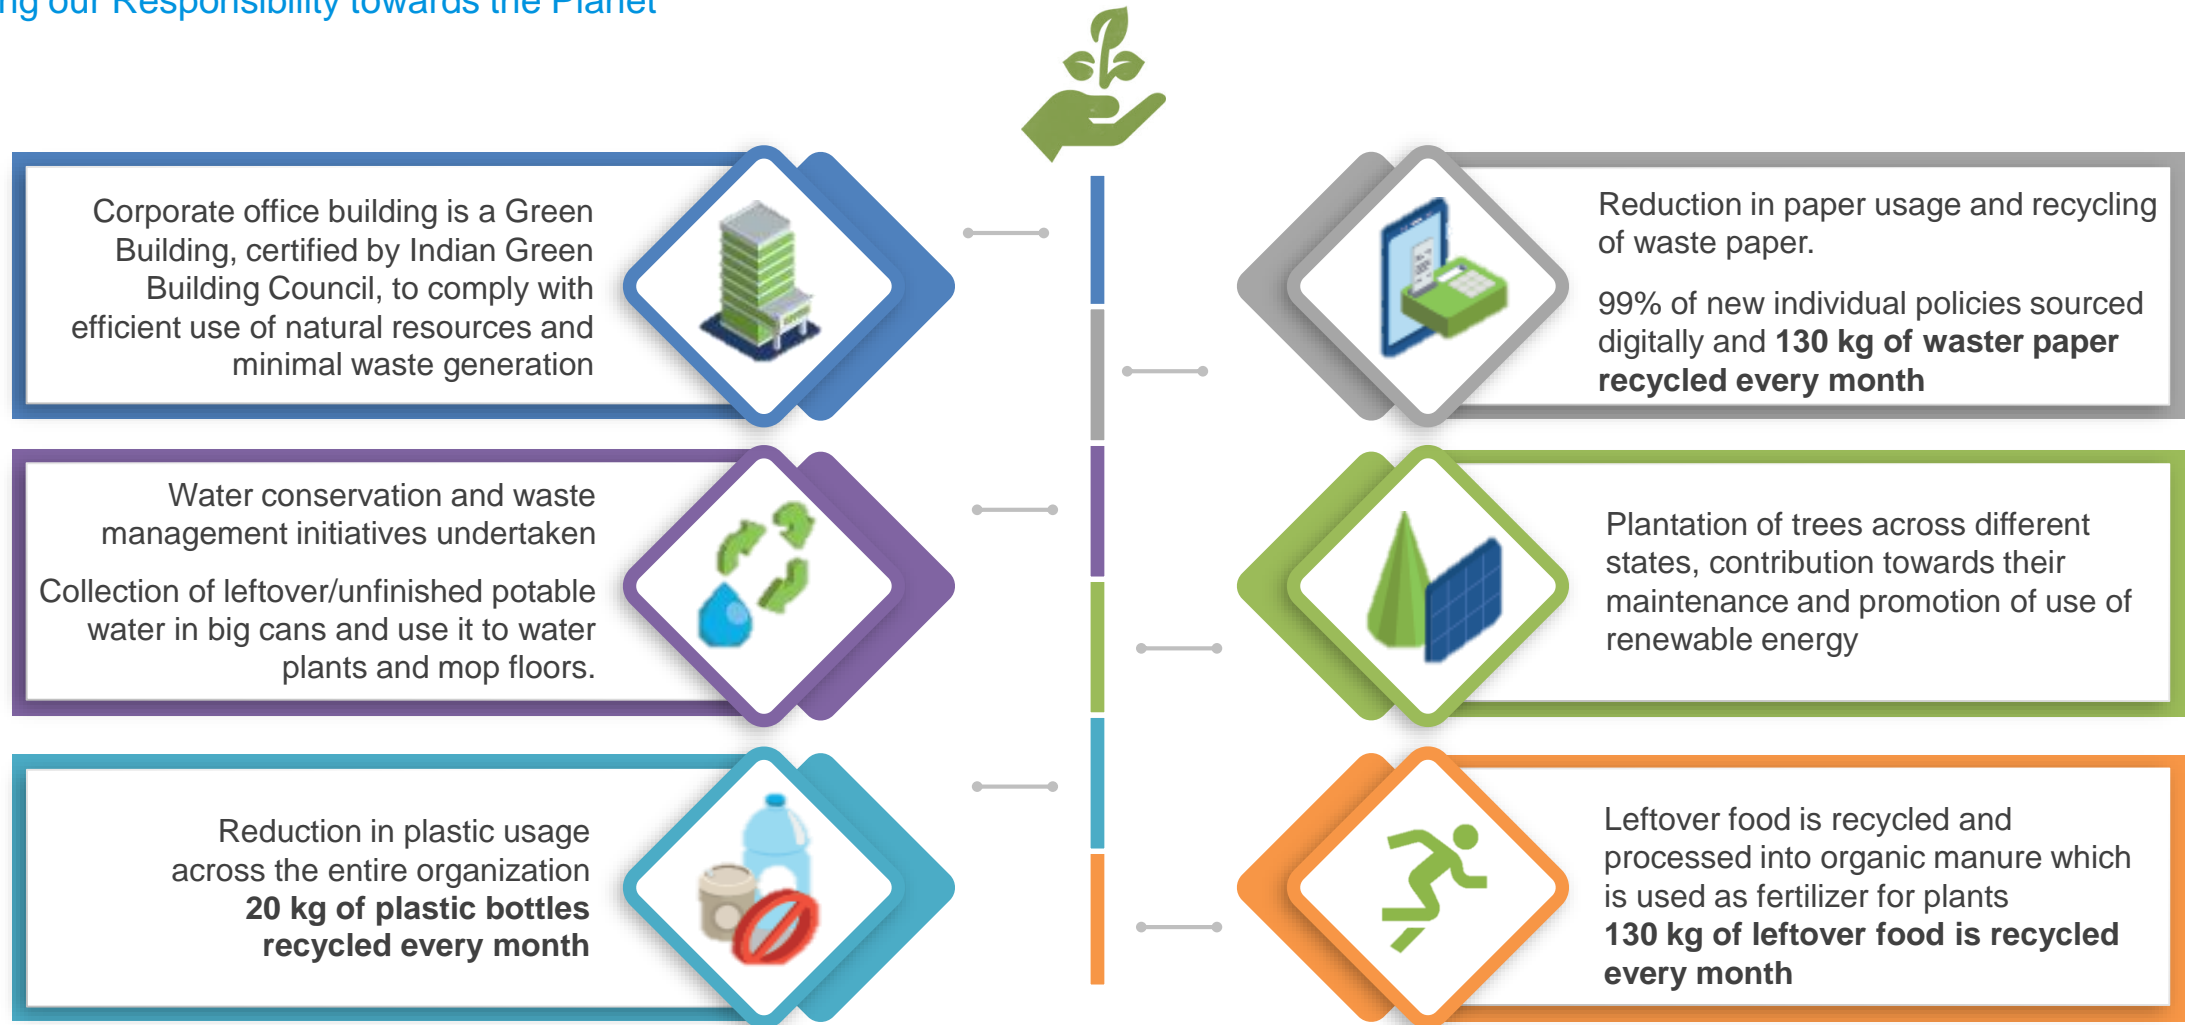 ng our Responsibility towards the Planet
Corporate office building is a Green
Building, certified by Indian Green
Building Council, to comply with
efficient use of natural resources and
minimal waste generation
Reduction in paper usage and recycling
of waste paper.
99% of new individual policies sourced
digitally and 130 kg of waster paper
recycled every month
Water conservation and waste
management initiatives undertaken
Collection of leftover/unfinished potable
water in big cans and use it to water
plants and mop floors.
Plantation of trees across different
states, contribution towards their
maintenance and promotion of use of
renewable energy
Reduction in plastic usage
across the entire organization
20 kg of plastic bottles
recycled every month
Leftover food is recycled and
processed into organic manure which
is used as fertilizer for plants
130 kg of leftover food is recycled
every month